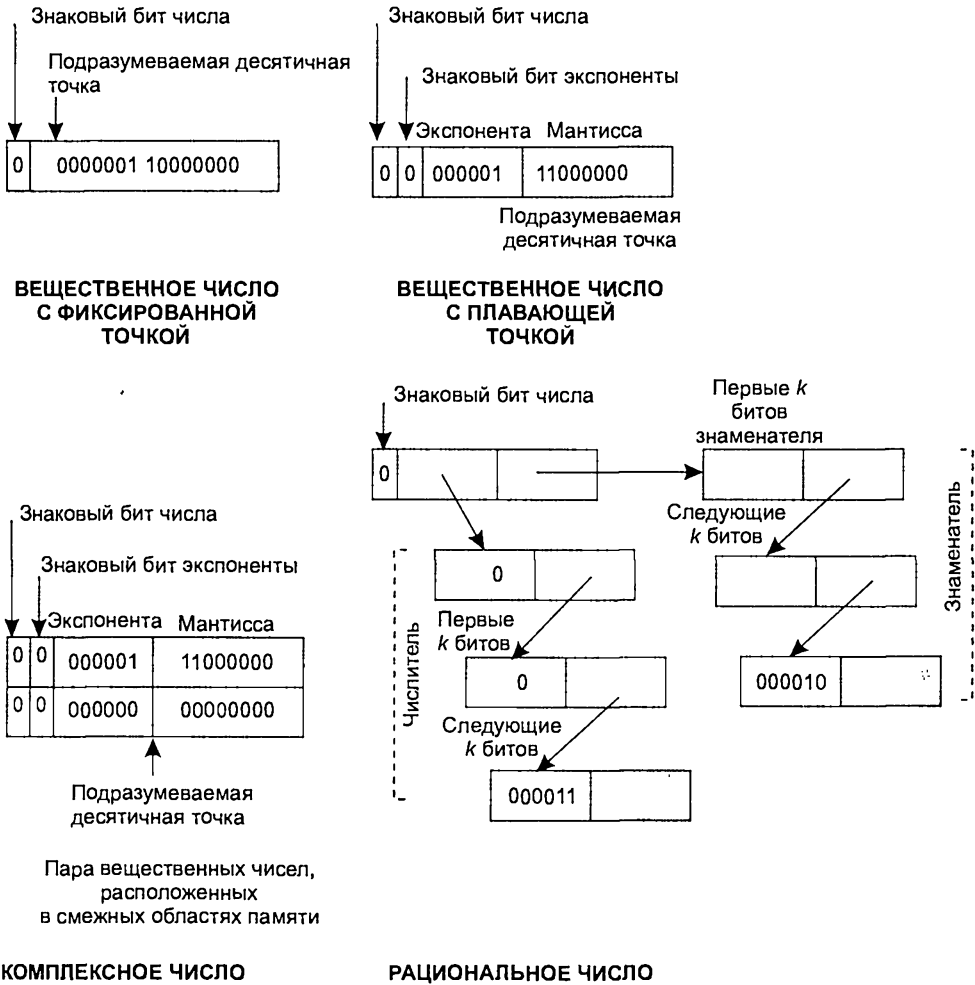 Знаковый бит числа
Подразумеваемая десятичная
точка
0 0000001 10000000
ВЕЩЕСТВЕННОЕ ЧИСЛО
С ФИКСИРОВАННОЙ
ТОЧКОЙ
Знаковый бит числа
Знаковый бит экспоненты
Экспонента Мантисса
0 0 000001 11000000
Подразумеваемая
десятичная точка
ВЕЩЕСТВЕННОЕ ЧИСЛО
С ПЛАВАЮЩЕЙ
ТОЧКОЙ
Знаковый бит числа
Знаковый бит экспоненты
Экспонента Мантисса
0 0 000001 11000000
0 0 000000 00000000
Подразумеваемая
десятичная точка
Пара вещественных чисел,
расположенных
в смежных областях памяти
КОМПЛЕКСНОЕ ЧИСЛО
Знаковый бит числа
0
Первые k
битов
знаменателя
Следующие
k битов
000010
Знаменатель
Числитель
0
Первые
k битов
0
Следующие
k битов
000011
РАЦИОНАЛЬНОЕ ЧИСЛО